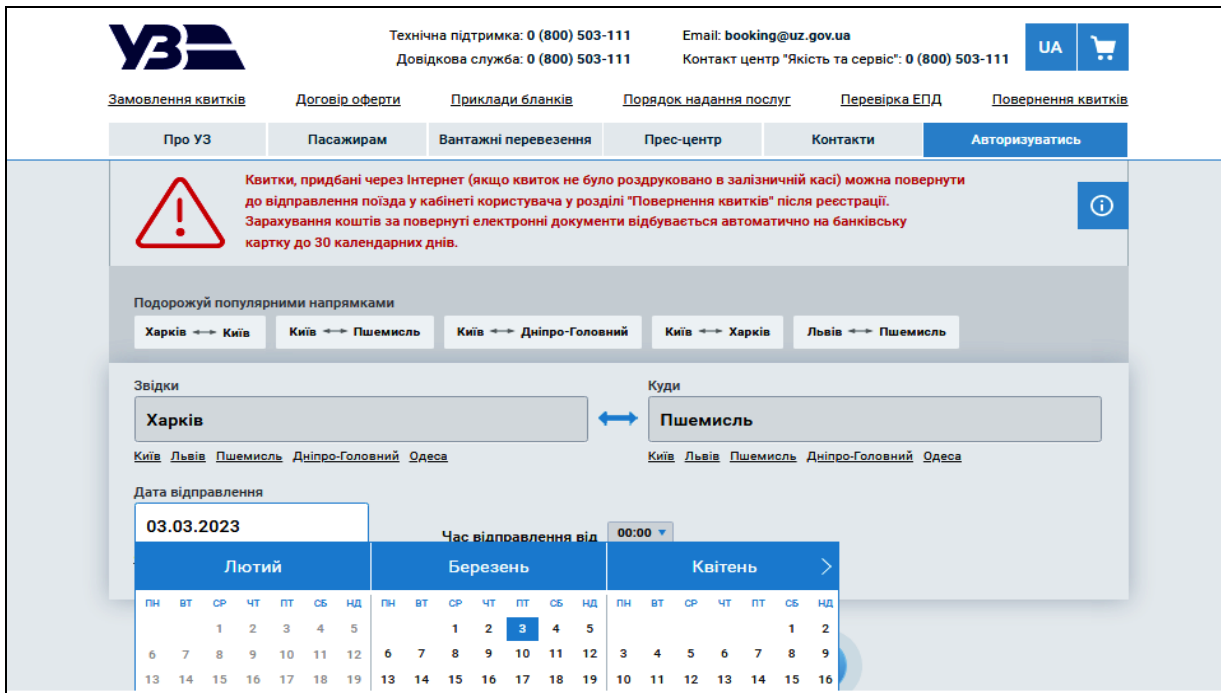 УЗ
Технічна підтримка: 0 (800) 503-111
Довідкова служба: 0 (800) 503-111
Email: booking@uz.gov.ua
Контакт центр "Якість та сервіс": 0 (800) 503-111
UA
Замовлення квитків Договір оферти Приклади бланків Порядок надання послуг Перевірка ЕПД Повернення квитків
Про УЗ Пасажирам Вантажні перевезення Прес-центр Контакти Авторизуватись
Квитки, придбані через Інтернет (якщо квиток не було роздруковано в залізничній касі) можна повернути
до відправлення поїзда у кабінеті користувача у розділі "Повернення квитків" після реєстрації.
Зарахування коштів за повернуті електронні документи відбувається автоматично на банківську
картку до 30 календарних днів.
Подорожуй популярними напрямками
Харків Київ Київ Пшемисль Київ Дніпро-Головний Київ Харків Львів Пшемисль
Звідки
Харків
Київ Львів Пшемисль Дніпро-Головний Одеса
Куди
Пшемисль
Київ Львів Пшемисль Дніпро-Головний Одеса
Дата відправлення
03.03.2023
Час відправлення від 00:00
Лютий Березень Квітень
ПН ВТ СР ЧТ ПТ СБ НД ПН ВТ СР ЧТ ПТ СБ НД ПН ВТ СР ЧТ ПТ СБ НД
1 2 3 4 5 1 2 3 4 5 1 2
6 7 8 9 10 11 12 6 7 8 9 10 11 12 3 4 5 6 7 8 9
13 14 15 16 17 18 19 13 14 15 16 17 18 19 10 11 12 13 14 15 16